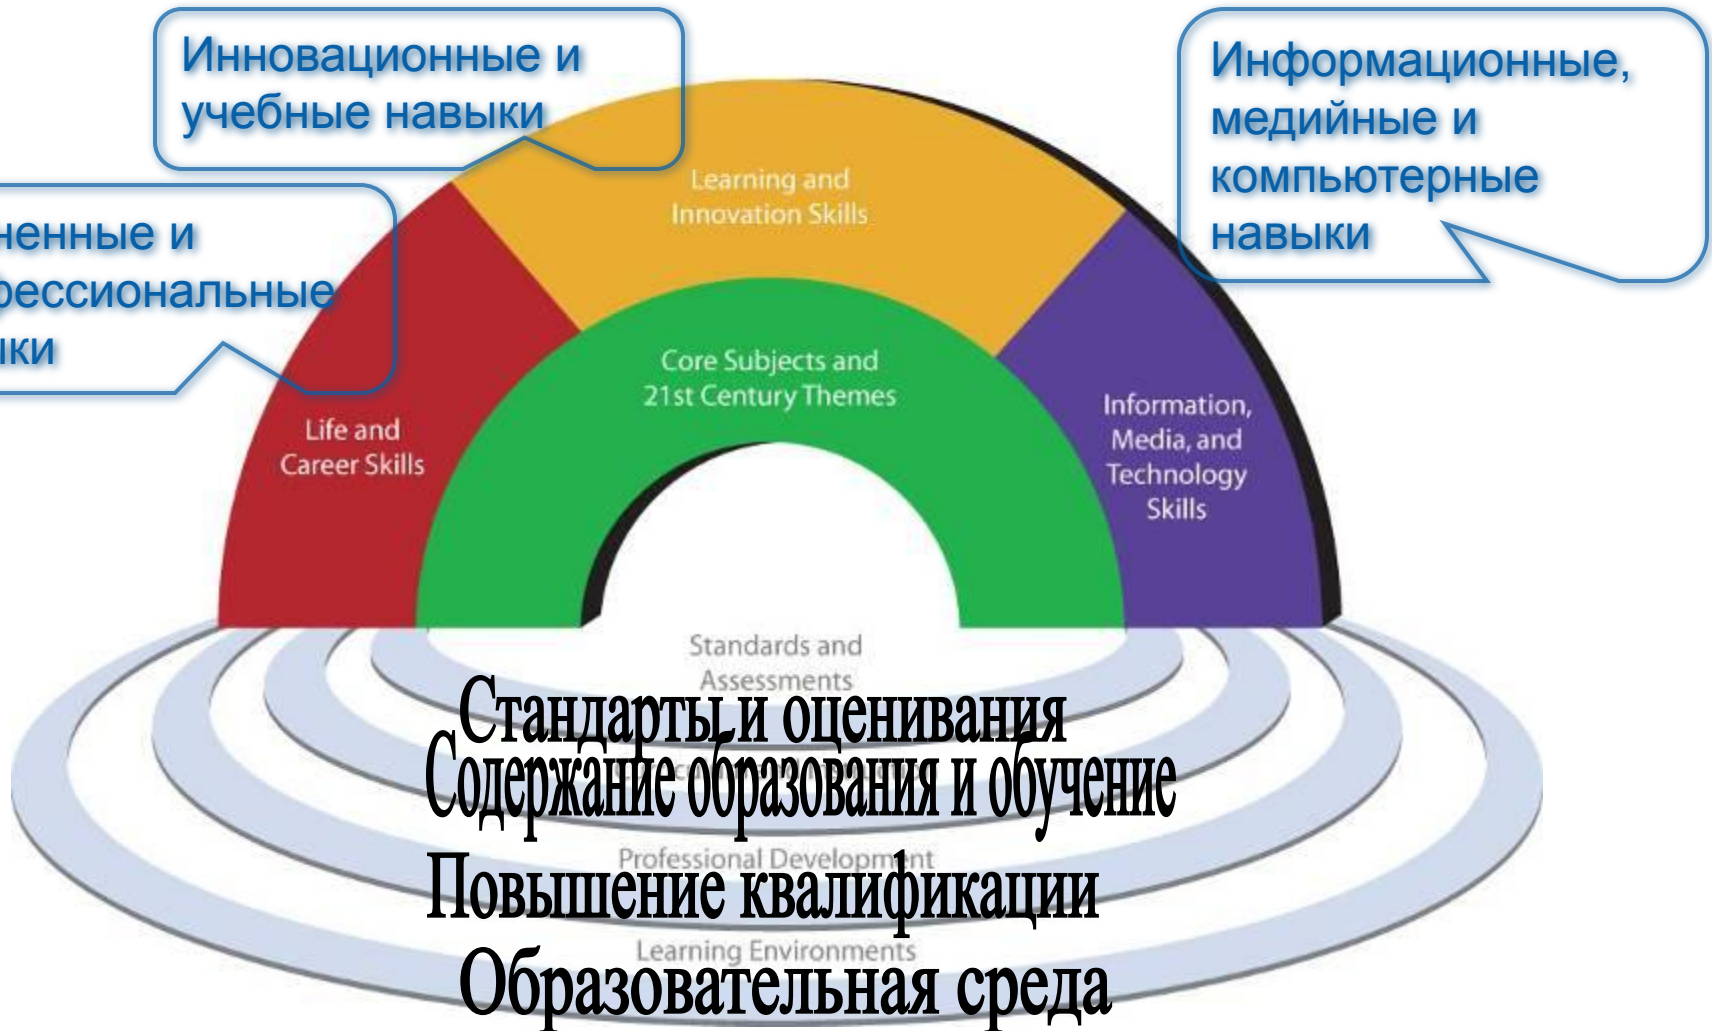 Инновационные и
учебные навыки
Информационные,
медийные и
компьютерные
навыки
ненные и
фессиональные
ыки
Learning and
Innovation Skills
Core Subjects and
21st Century Themes
Life and
Career Skills
Information,
Media, and
Technology
Skills
Standards and
Assessments
Стандарты и оценивания
Содержание образования и обучение
Professional Development
Повышение квалификации
Learning Environments
Образовательная среда